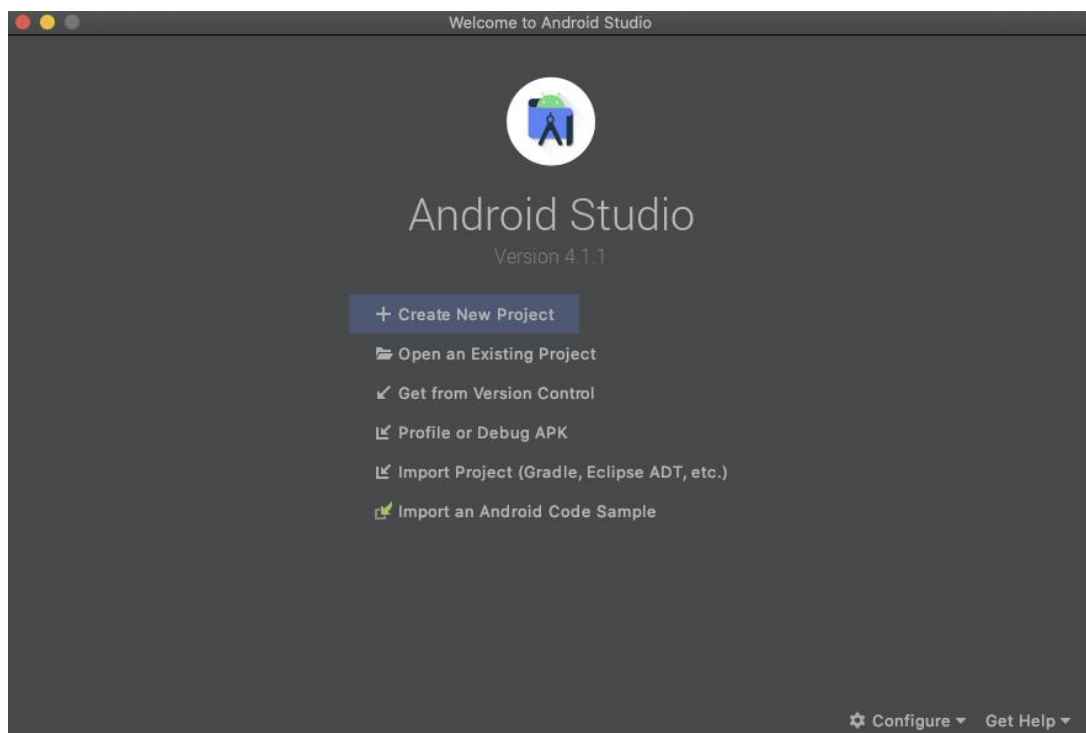 Welcome to Android Studio
Android Studio
Version 4.1.1
Create New Project
Open an Existing Project
Get from Version Control
Profile or Debug APK
Import Project (Gradle, Eclipse ADT, etc.)
Import an Android Code Sample
Configure Get Help